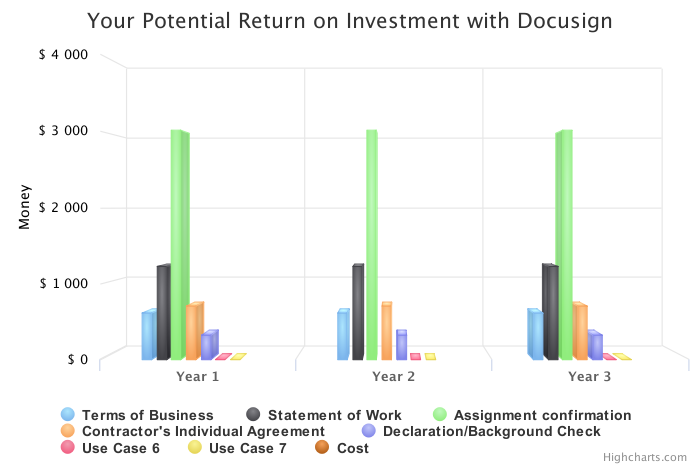 Your Potential Return on Investment with Docusign
$ 4 000
$ 3 000
$ 2 000
$ 1 000
$ 0
Money
Year 1 Year 2 Year 3
Terms of Business Statement of Work Assignment confirmation
Contractor's Individual Agreement Declaration/Background Check
Use Case 6 Use Case 7 Cost
Highcharts.com